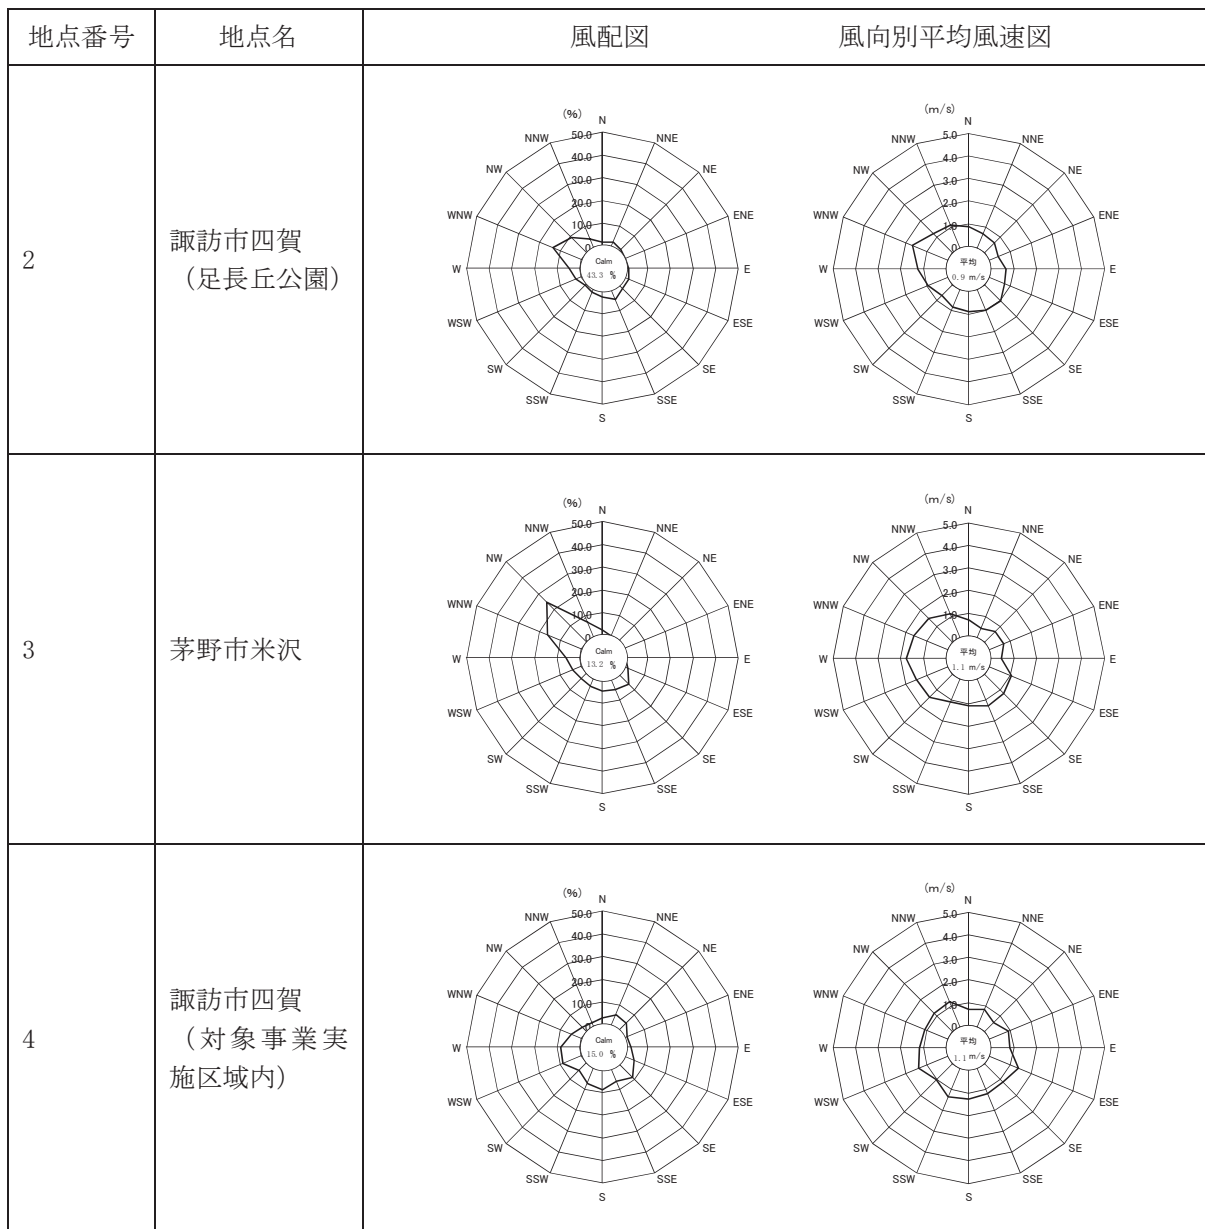 地点番号 地点名 風配図 風向別平均風速図
2
諏訪市四賀
（足長丘公園）
(%)
N
NNE
NE
ENE
E
ESE
SE
SSE
S
SSW
SW
WSW
W
WNW
NW
NNW
50.0
40.0
30.0
20.0
10.0
0
Calm
43.3 %
(m/s)
N
NNE
NE
ENE
E
ESE
SE
SSE
S
SSW
SW
WSW
W
WNW
NW
NNW
5.0
4.0
3.0
2.0
1.0
0
平均
0.9 m/s
3
茅野市米沢
(%)
N
NNE
NE
ENE
E
ESE
SE
SSE
S
SSW
SW
WSW
W
WNW
NW
NNW
50.0
40.0
30.0
20.0
10.0
0
Calm
13.2 %
(m/s)
N
NNE
NE
ENE
E
ESE
SE
SSE
S
SSW
SW
WSW
W
WNW
NW
NNW
5.0
4.0
3.0
2.0
1.0
0
平均
1.1 m/s
4
諏訪市四賀
（対象事業実
施区域内）
(%)
N
NNE
NE
ENE
E
ESE
SE
SSE
S
SSW
SW
WSW
W
WNW
NW
NNW
50.0
40.0
30.0
20.0
10.0
0
Calm
15.0 %
(m/s)
N
NNE
NE
ENE
E
ESE
SE
SSE
S
SSW
SW
WSW
W
WNW
NW
NNW
5.0
4.0
3.0
2.0
1.0
0
平均
1.1 m/s